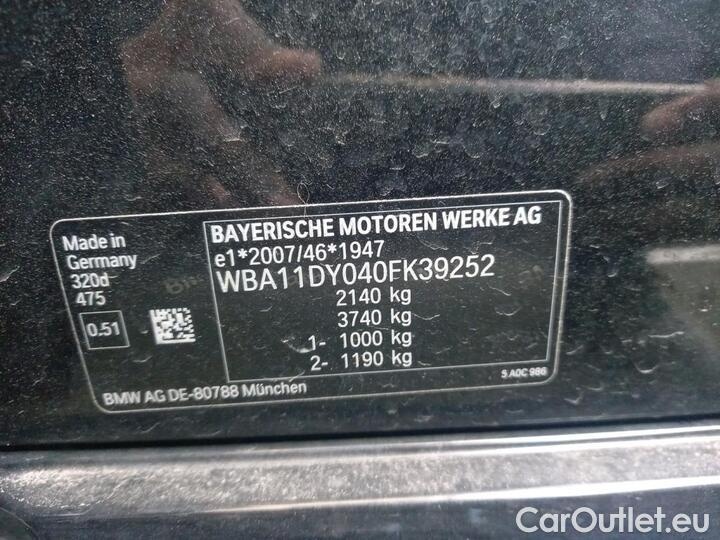 Made in
Germany
320d
475
0.51
BAYERISCHE MOTOREN WERKE AG
e1*2007/46*1947
WBA11DY040FK39252
2140 kg
3740 kg
1- 1000 kg
2- 1190 kg
5 A0C 986
BMW AG DE-80788 München
CarOutlet.eu